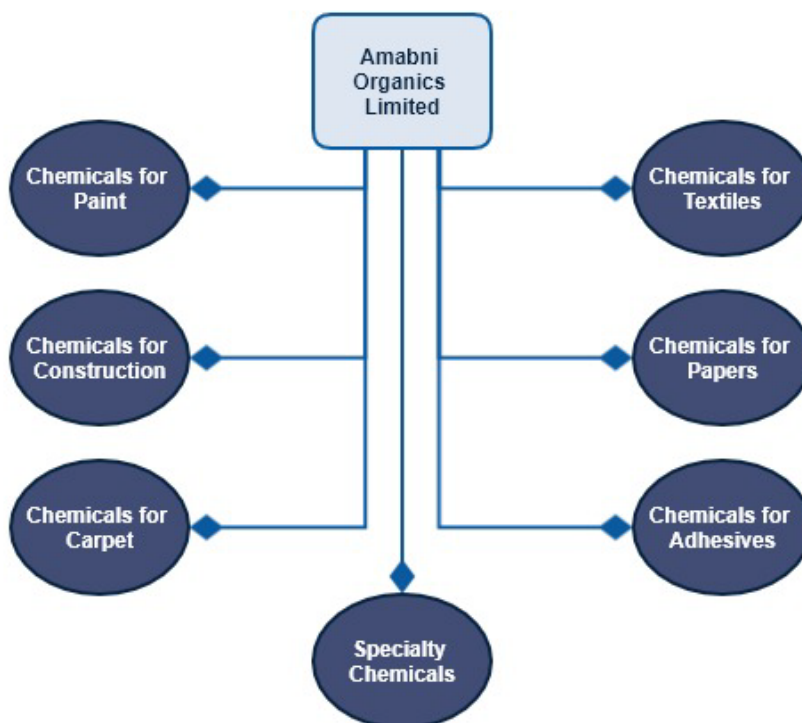 Amabni
Organics
Limited
Chemicals for
Paint
Chemicals for
Textiles
Chemicals for
Construction
Chemicals for
Papers
Chemicals for
Carpet
Chemicals for
Adhesives
Specialty
Chemicals